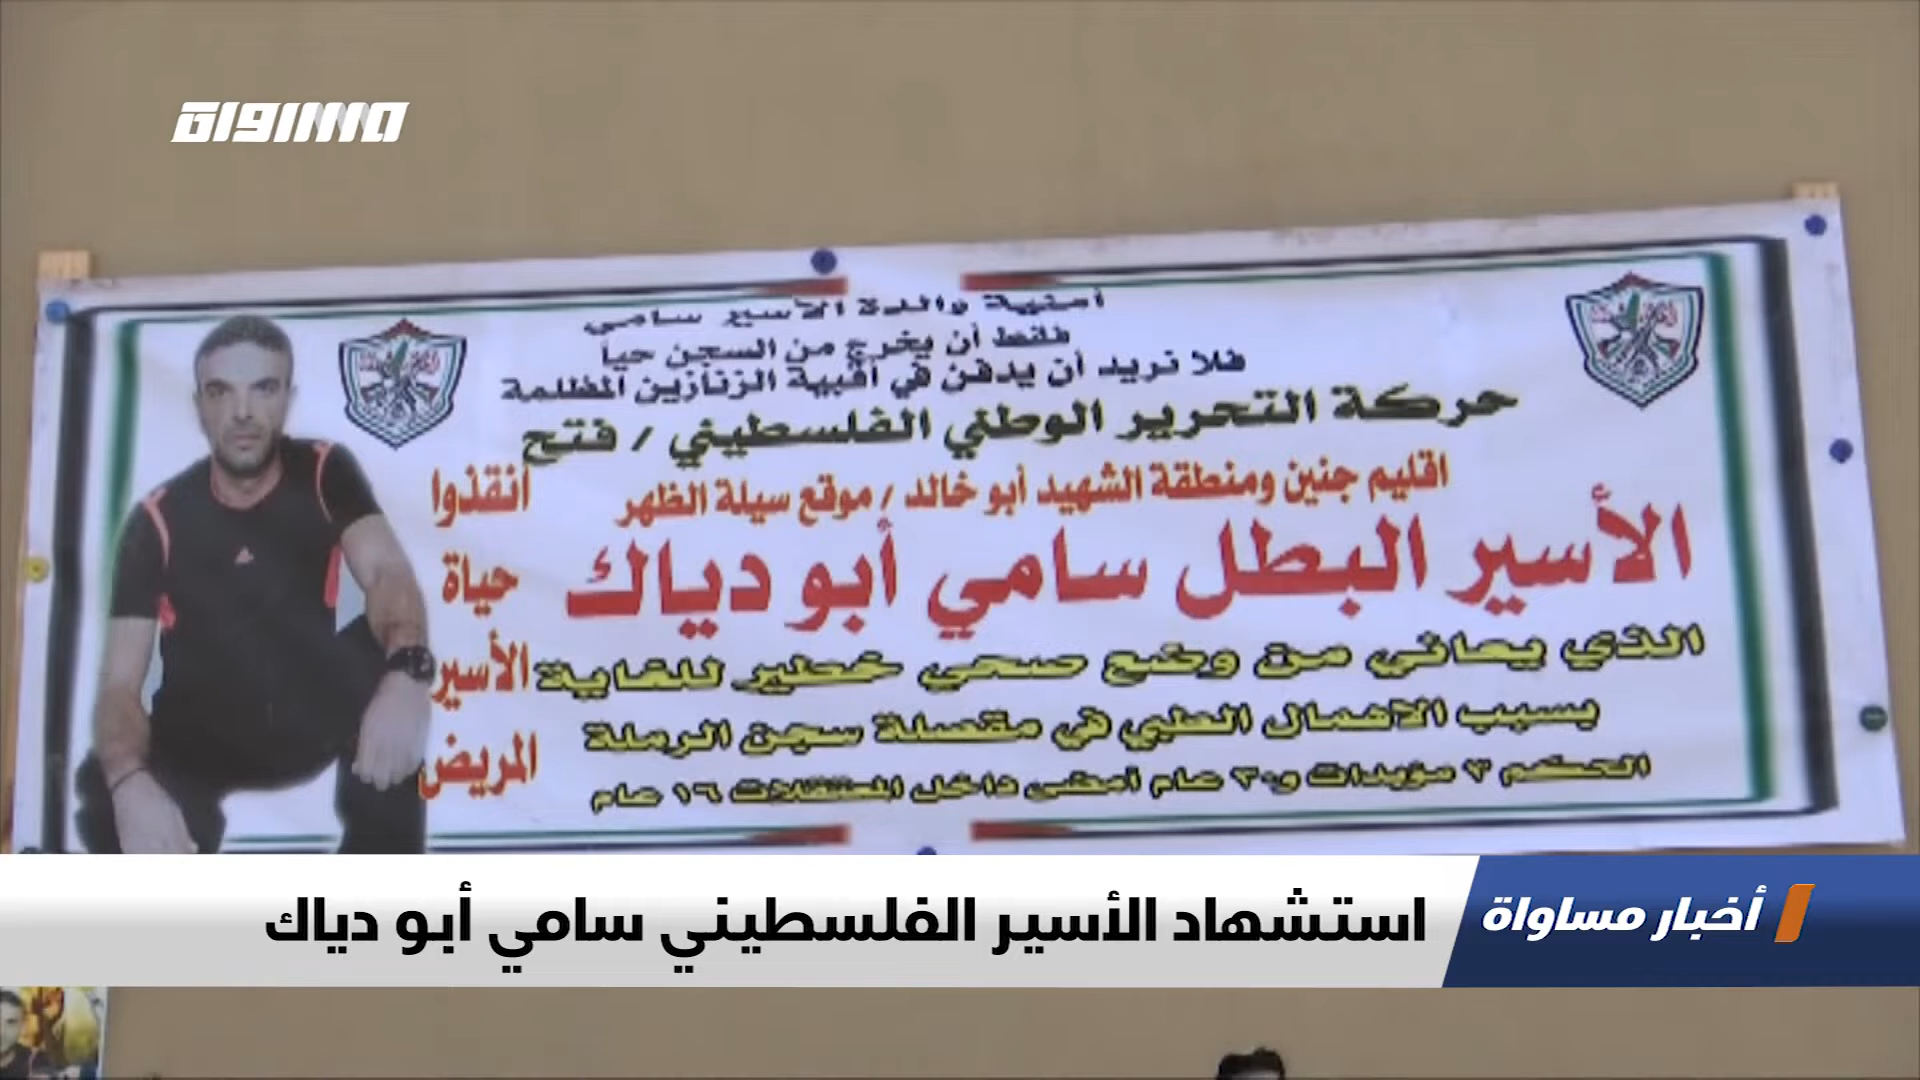 مساواة
أمنية والدة الأسير سامي
فقط أن يخرج من السجن حياً
فلا تريد أن يدفن في أقبية الزنازين المظلمة
حركة التحرير الوطني الفلسطيني / فتح
اقليم جنين ومنطقة الشهيد أبو خالد / موقع سيلة الظهر
الأسير البطل سامي أبو دياك
الذي يعاني من وضع صحي خطير للغاية
بسبب الاهمال الطبي في مقصلة سجن الرملة
الحكم ٣ مؤبدات و٣٠ عام أمضى داخل المعتقلات ١٦ عام
أنقذوا
حياة
الأسير
المريض
أخبار مساواة
استشهاد الأسير الفلسطيني سامي أبو دياك